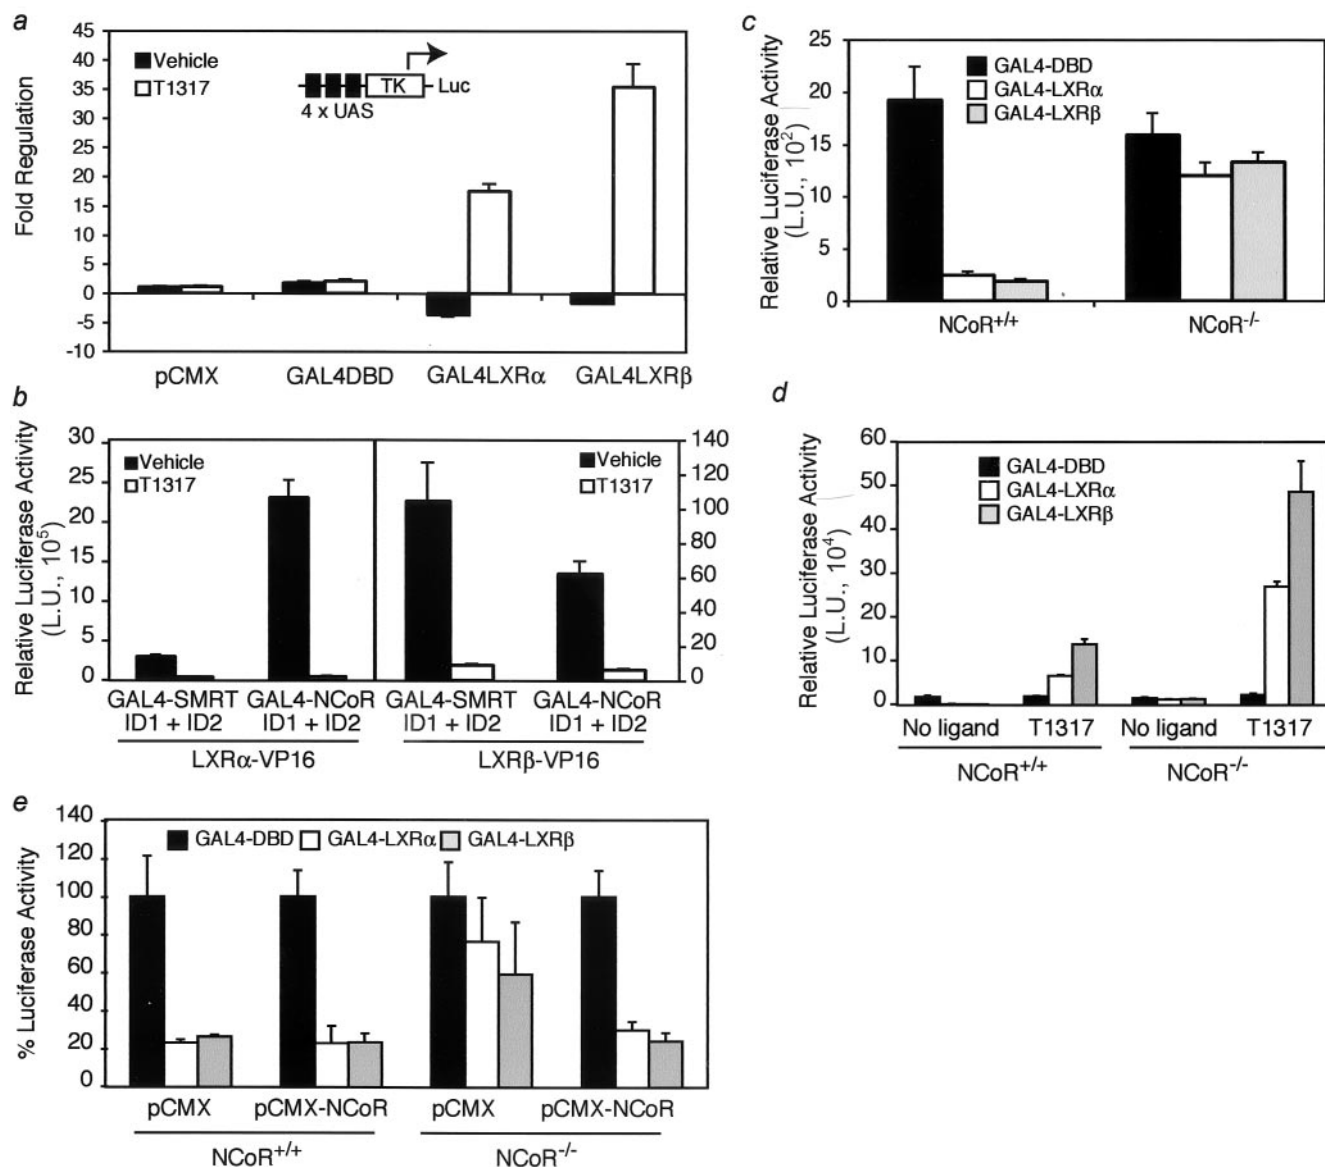 a
Fold Regulation
45
40
35
30
25
20
15
10
5
0
-5
-10
Vehicle
T1317
TK
Luc
4 x UAS
pCMX GAL4DBD GAL4LXRα GAL4LXRβ
b
Relative Luciferase Activity
(L.U., 10⁵)
30
25
20
15
10
5
0
Vehicle
T1317
Vehicle
T1317
140
120
100
80
60
40
20
0
GAL4-SMRT GAL4-NCoR GAL4-SMRT GAL4-NCoR
ID1 + ID2 ID1 + ID2 ID1 + ID2 ID1 + ID2
LXRα-VP16 LXRβ-VP16
c
Relative Luciferase Activity
(L.U., 10²)
25
20
15
10
5
0
GAL4-DBD
GAL4-LXRα
GAL4-LXRβ
NCoR⁺/⁺ NCoR⁻/⁻
d
Relative Luciferase Activity
(L.U., 10⁴)
60
50
40
30
20
10
0
GAL4-DBD
GAL4-LXRα
GAL4-LXRβ
No ligand T1317 No ligand T1317
NCoR⁺/⁺ NCoR⁻/⁻
e
% Luciferase Activity
140
120
100
80
60
40
20
0
GAL4-DBD GAL4-LXRα GAL4-LXRβ
pCMX pCMX-NCoR pCMX pCMX-NCoR
NCoR⁺/⁺ NCoR⁻/⁻